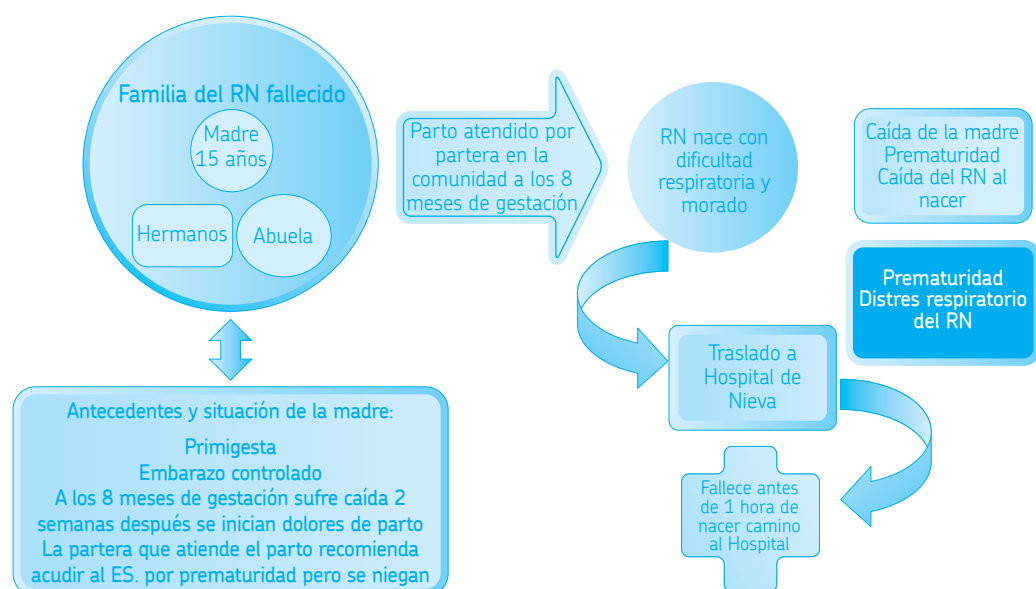 Familia del RN fallecido
Madre
15 años
Hermanos
Abuela
Parto atendido por
partera en la
comunidad a los 8
meses de gestación
RN nace con
dificultad
respiratoria y
morado
Caída de la madre
Prematuridad
Caída del RN al
nacer
Prematuridad
Distres respiratorio
del RN
Traslado a
Hospital de
Nieva
Fallece antes
de 1 hora de
nacer camino
al Hospital
Antecedentes y situación de la madre:
Primigesta
Embarazo controlado
A los 8 meses de gestación sufre caída 2
semanas después se inician dolores de parto
La partera que atiende el parto recomienda
acudir al ES. por prematuridad pero se niegan